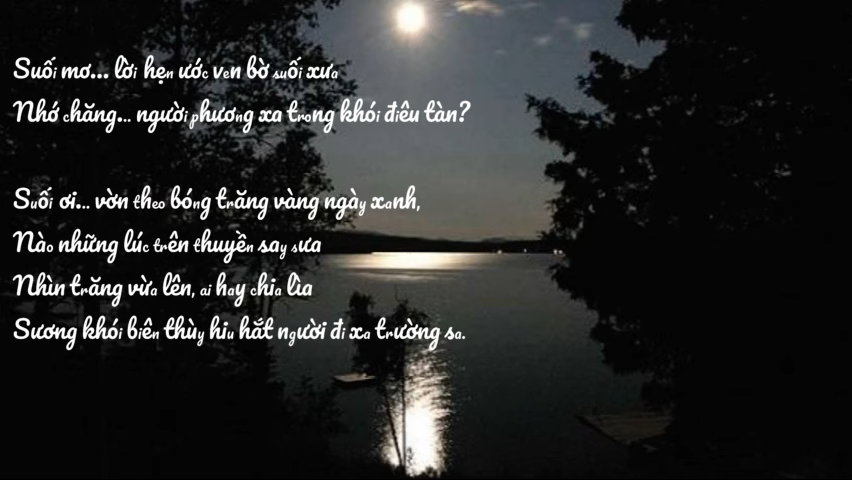 Suối mơ... lời hẹn ước ven bờ suối xưa
Nhớ chăng... người phương xa trong khói điêu tàn?
Suối ơi... vờn theo bóng trăng vàng ngày xanh,
Nào những lúc trên thuyền say sưa
Nhìn trăng vừa lên, ai hay chia lìa
Sương khói biên thùy hiu hắt người đi xa trường sa.